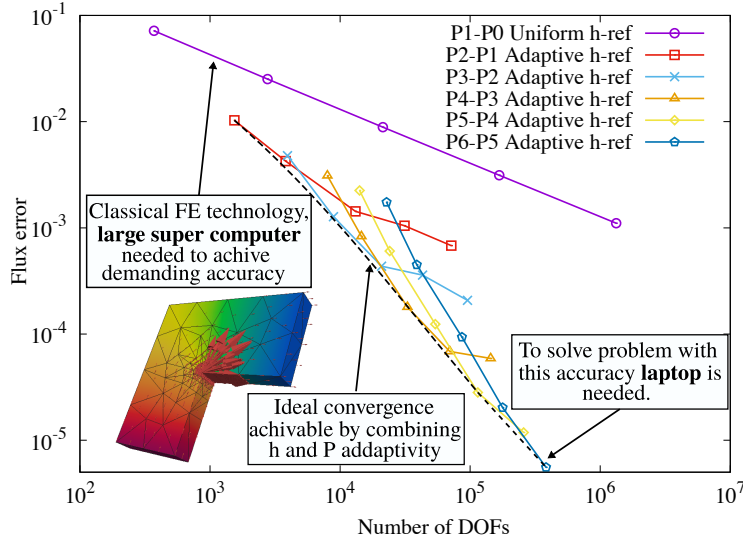 P1-P0 Uniform h-ref
P2-P1 Adaptive h-ref
P3-P2 Adaptive h-ref
P4-P3 Adaptive h-ref
P5-P4 Adaptive h-ref
P6-P5 Adaptive h-ref
10^-1
10^-2
10^-3
10^-4
10^-5
Flux error
Classical FE technology,
large super computer
needed to achive
demanding accuracy
To solve problem with
this accuracy laptop is
needed.
Ideal convergence
achivable by combining
h and P addaptivity
10^2
10^3
10^4
10^5
10^6
10^7
Number of DOFs